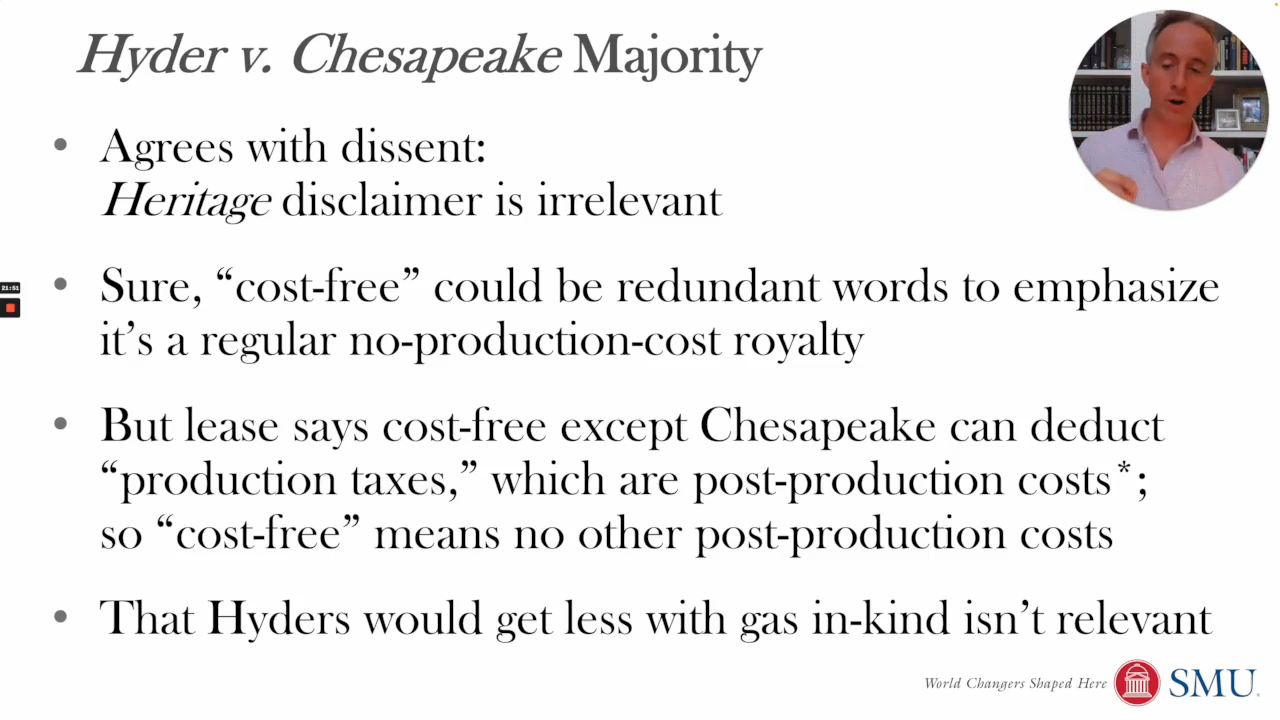 Hyder v. Chesapeake Majority
• Agrees with dissent:
Heritage disclaimer is irrelevant
• Sure, “cost-free” could be redundant words to emphasize
it’s a regular no-production-cost royalty
• But lease says cost-free except Chesapeake can deduct
“production taxes,” which are post-production costs*;
so “cost-free” means no other post-production costs
• That Hyders would get less with gas in-kind isn’t relevant
21:51
World Changers Shaped Here
SMU